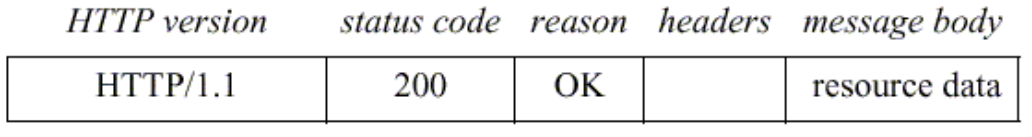 HTTP version status code reason headers message body
HTTP/1.1 200 OK resource data